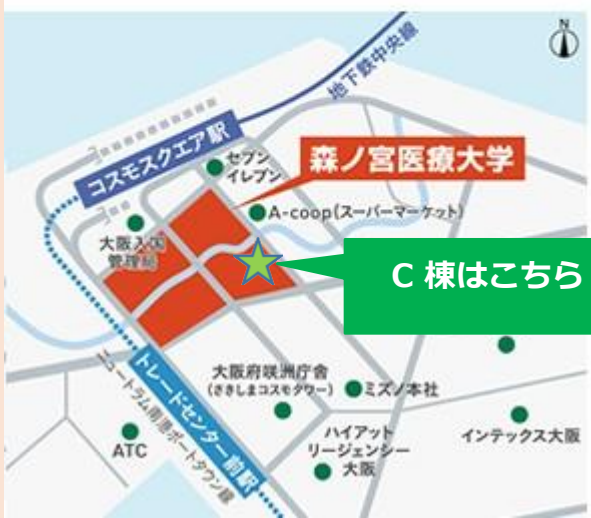 N
地下鉄中央線
コスモスクエア駅
セブン
イレブン
森ノ宮医療大学
A-coop(スーパーマーケット)
大阪入国
管理局
C 棟はこちら
トレードセンター前駅
ニュートラム南港ポートタウン線
大阪府咲洲庁舎
(さきしまコスモタワー)
ミズノ本社
ATC
ハイアット
リージェンシー
大阪
インテックス大阪